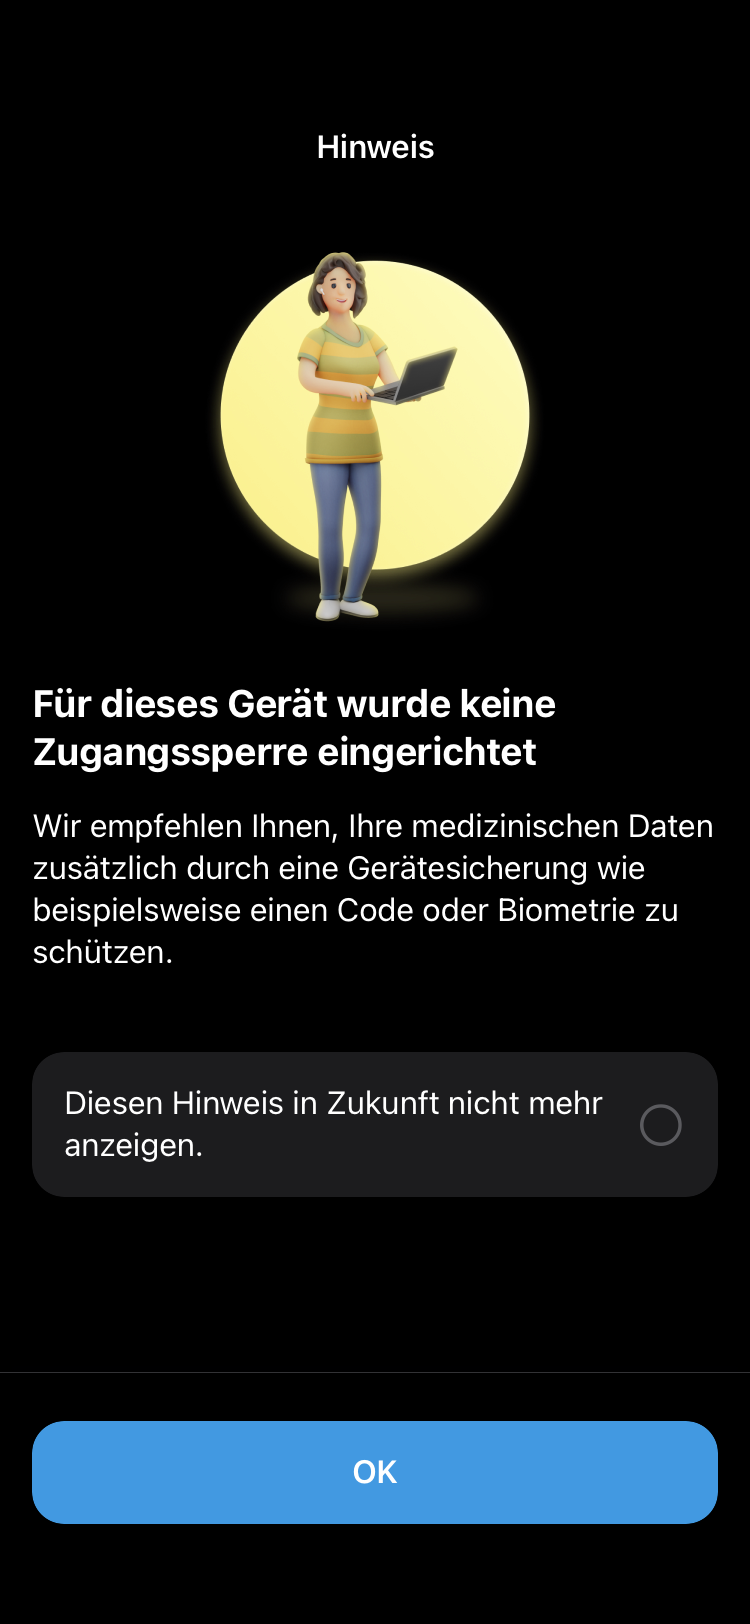 Hinweis
Für dieses Gerät wurde keine
Zugangssperre eingerichtet
Wir empfehlen Ihnen, Ihre medizinischen Daten
zusätzlich durch eine Gerätesicherung wie
beispielsweise einen Code oder Biometrie zu
schützen.
Diesen Hinweis in Zukunft nicht mehr
anzeigen.
OK